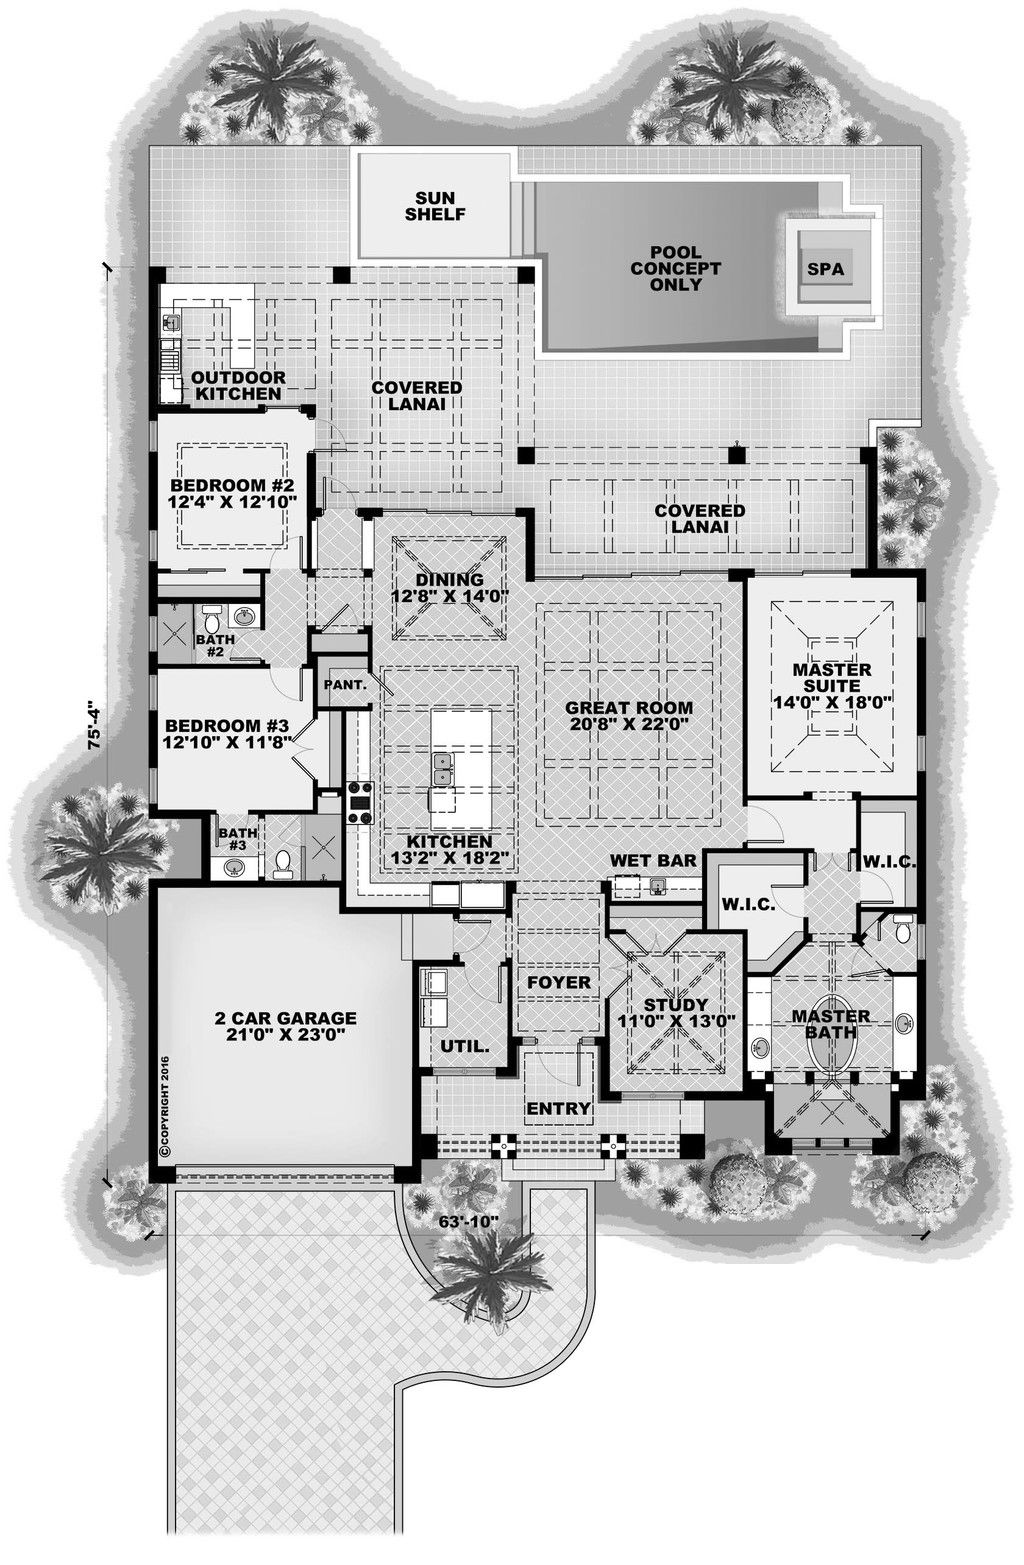 SUN
SHELF
POOL
CONCEPT
ONLY
SPA
OUTDOOR
KITCHEN
COVERED
LANAI
BEDROOM #2
12'4" X 12'10"
COVERED
LANAI
DINING
12'8" X 14'0"
BATH
#2
MASTER
SUITE
14'0" X 18'0"
PANT.
GREAT ROOM
20'8" X 22'0"
BEDROOM #3
12'10" X 11'8"
75'-4"
BATH
#3
KITCHEN
13'2" X 18'2"
WET BAR
W.I.C.
W.I.C.
FOYER
STUDY
11'0" X 13'0"
2 CAR GARAGE
21'0" X 23'0"
MASTER
BATH
UTIL.
ENTRY
©COPYRIGHT 2016
63'-10"